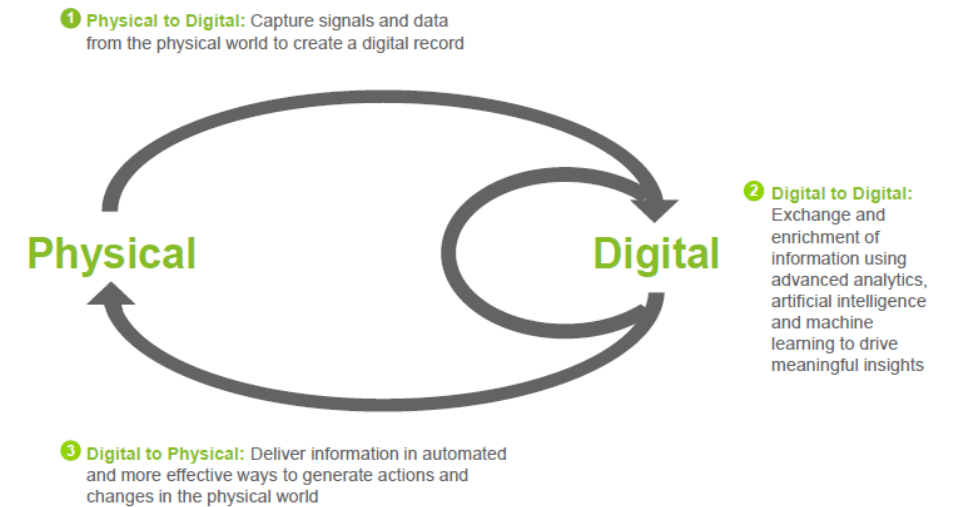 1 Physical to Digital: Capture signals and data
from the physical world to create a digital record
Physical
Digital
2 Digital to Digital:
Exchange and
enrichment of
information using
advanced analytics,
artificial intelligence
and machine
learning to drive
meaningful insights
3 Digital to Physical: Deliver information in automated
and more effective ways to generate actions and
changes in the physical world